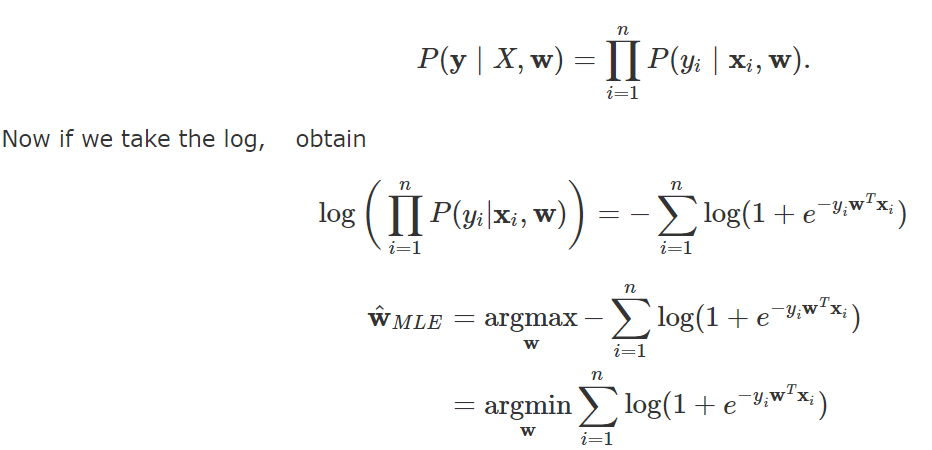 P(y | X, w) = ∏_{i=1}^{n} P(y_i | x_i, w).
Now if we take the log, obtain
log(∏_{i=1}^{n} P(y_i|x_i, w)) = −∑_{i=1}^{n} log(1 + e^{−y_i w^T x_i})
ŵ_{MLE} = argmax_w −∑_{i=1}^{n} log(1 + e^{−y_i w^T x_i})
= argmin_w ∑_{i=1}^{n} log(1 + e^{−y_i w^T x_i})